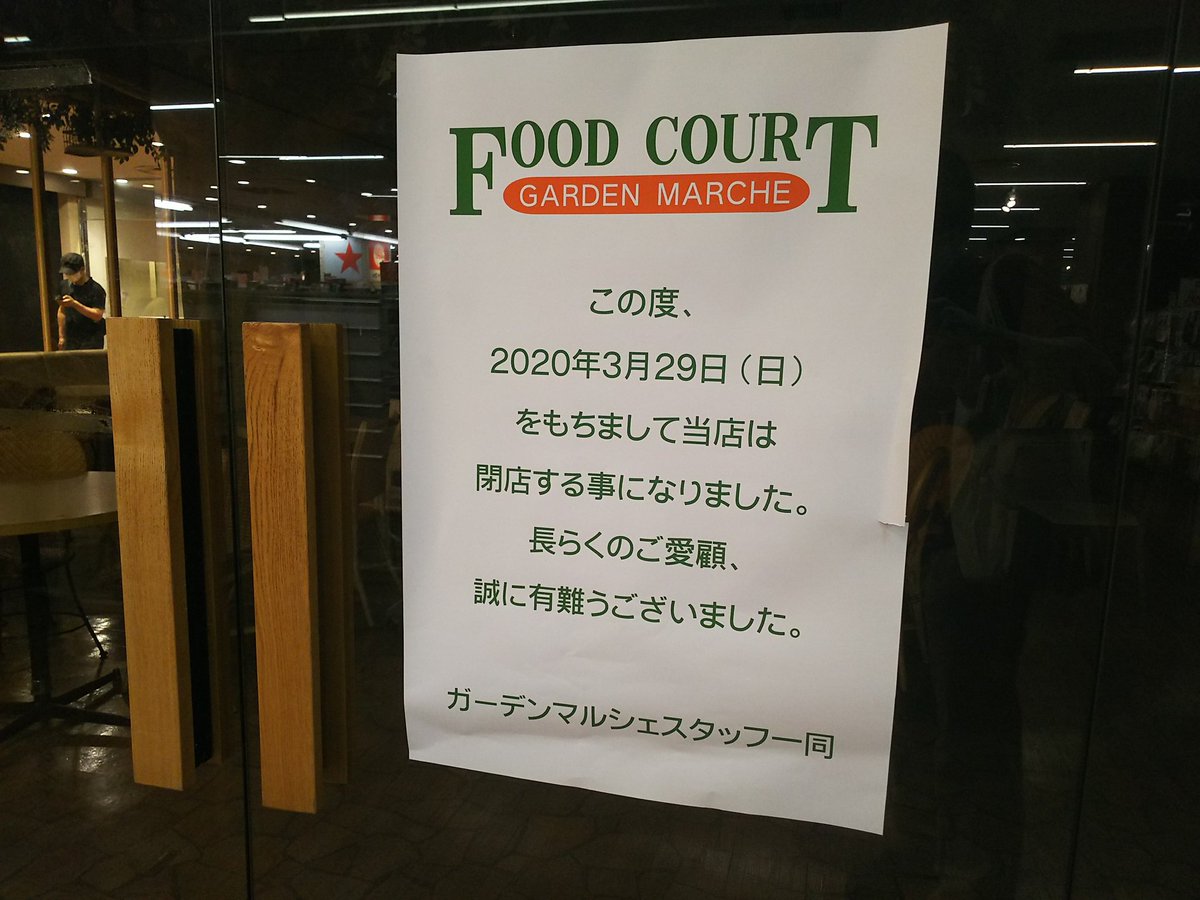 FOOD COURT
GARDEN MARCHE
この度、
2020年3月29日（日）
をもちまして当店は
閉店する事になりました。
長らくのご愛顧、
誠に有難うございました。
ガーデンマルシェスタッフ一同